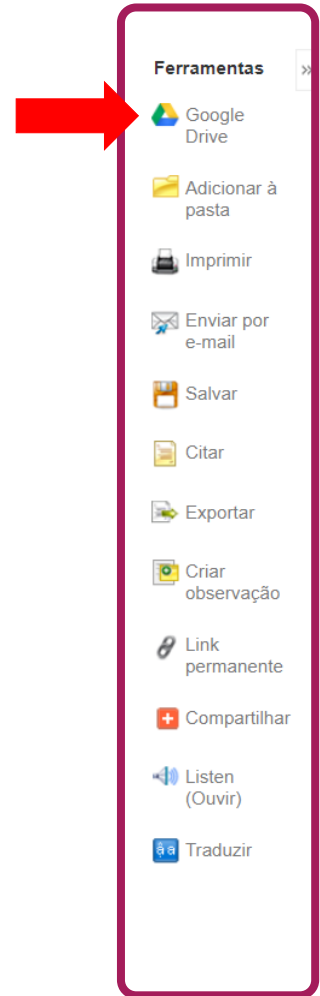 Ferramentas »
Google
Drive
Adicionar à
pasta
Imprimir
Enviar por
e-mail
Salvar
Citar
Exportar
Criar
observação
Link
permanente
Compartilhar
Listen
(Ouvir)
Traduzir